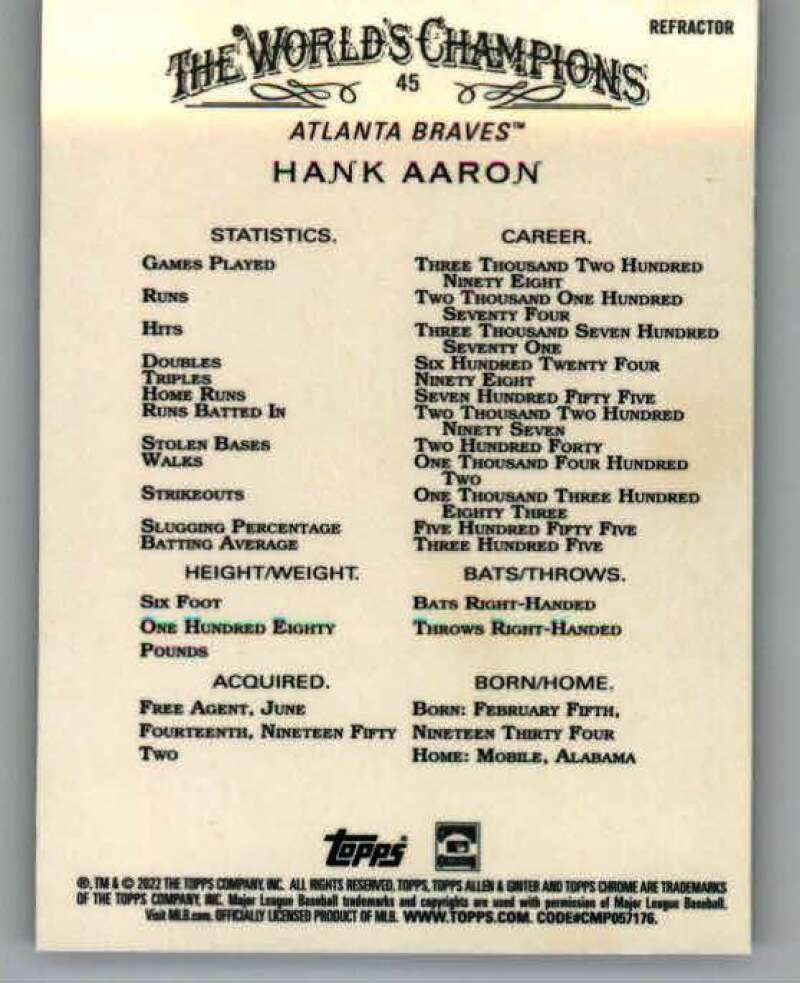 REFRACTOR
THE WORLD'S CHAMPIONS
45
ATLANTA BRAVES™
HANK AARON
STATISTICS. CAREER.
GAMES PLAYED THREE THOUSAND TWO HUNDRED
NINETY EIGHT
RUNS TWO THOUSAND ONE HUNDRED
SEVENTY FOUR
HITS THREE THOUSAND SEVEN HUNDRED
SEVENTY ONE
DOUBLES SIX HUNDRED TWENTY FOUR
TRIPLES NINETY EIGHT
HOME RUNS SEVEN HUNDRED FIFTY FIVE
RUNS BATTED IN TWO THOUSAND TWO HUNDRED
NINETY SEVEN
STOLEN BASES TWO HUNDRED FORTY
WALKS ONE THOUSAND FOUR HUNDRED
TWO
STRIKEOUTS ONE THOUSAND THREE HUNDRED
EIGHTY THREE
SLUGGING PERCENTAGE FIVE HUNDRED FIFTY FIVE
BATTING AVERAGE THREE HUNDRED FIVE
HEIGHT/WEIGHT. BATS/THROWS.
SIX FOOT BATS RIGHT-HANDED
ONE HUNDRED EIGHTY THROWS RIGHT-HANDED
POUNDS
ACQUIRED. BORN/HOME.
FREE AGENT, JUNE BORN: FEBRUARY FIFTH,
FOURTEENTH, NINETEEN FIFTY NINETEEN THIRTY FOUR
TWO HOME: MOBILE, ALABAMA
Topps®
®, TM & © 2022 THE TOPPS COMPANY, INC. ALL RIGHTS RESERVED. TOPPS, TOPPS ALLEN & GINTER AND TOPPS CHROME ARE TRADEMARKS
OF THE TOPPS COMPANY, INC. Major League Baseball trademarks and copyrights are used with permission of Major League Baseball.
Visit MLB.com. OFFICIALLY LICENSED PRODUCT OF MLB. WWW.TOPPS.COM. CODE#CMP057176.